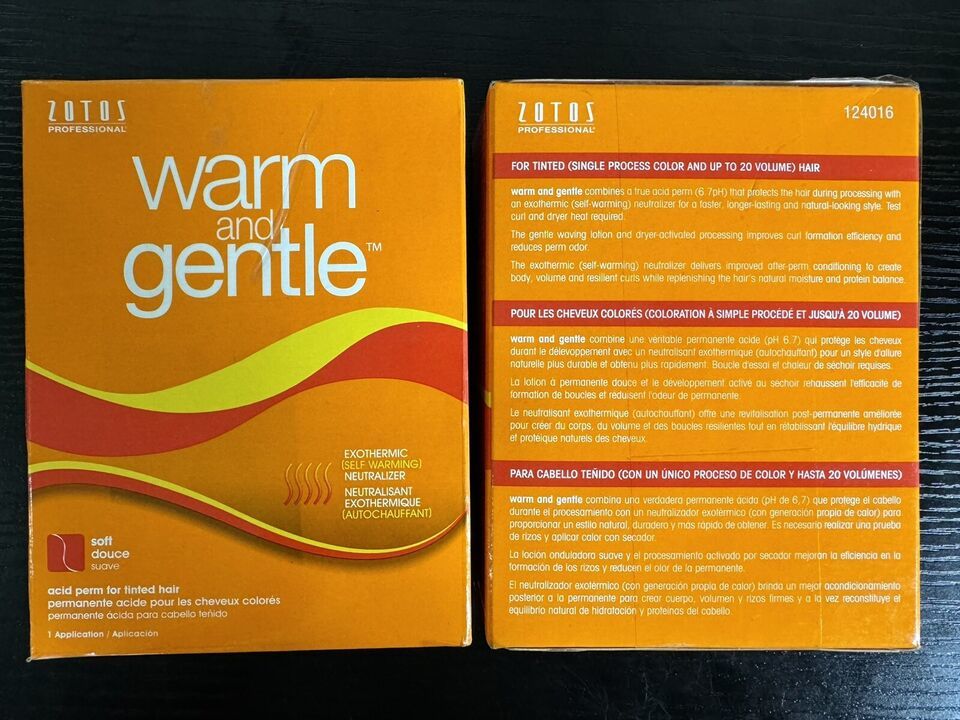 ZOTOS
PROFESSIONAL
warm
and
gentle™
EXOTHERMIC
(SELF WARMING)
NEUTRALIZER
NEUTRALISANT
EXOTHERMIQUE
(AUTOCHAUFFANT)
soft
douce
suave
acid perm for tinted hair
permanente acide pour les cheveux colorés
permanente ácida para cabello teñido
1 Application / Aplicación
ZOTOS
PROFESSIONAL
124016
FOR TINTED (SINGLE PROCESS COLOR AND UP TO 20 VOLUME) HAIR
warm and gentle combines a true acid perm (6.7pH) that protects the hair during processing with
an exothermic (self-warming) neutralizer for a faster, longer-lasting and natural-looking style. Test
curl and dryer heat required.
The gentle waving lotion and dryer-activated processing improves curl formation efficiency and
reduces perm odor.
The exothermic (self-warming) neutralizer delivers improved after-perm conditioning to create
body, volume and resilient curls while replenishing the hair's natural moisture and protein balance.
POUR LES CHEVEUX COLORÉS (COLORATION À SIMPLE PROCÉDÉ ET JUSQU'À 20 VOLUME)
warm and gentle combine une véritable permanente acide (pH 6.7) qui protège les cheveux
durant le délevoppement avec un neutralisant exothermique (autochauffant) pour un style d'allure
naturelle plus durable et obtenu plus rapidement. Boucle d'essai et chaleur de séchoir requises.
La lotion à permanente douce et le développement activé au séchoir rehaussent l'efficacité de
formation de boucles et réduisent l'odeur de permanente.
Le neutralisant exothermique (autochauffant) offre une revitalisation post-permanente améliorée
pour créer du corps, du volume et des boucles résilientes tout en rétablissant l'équilibre hydrique
et protéique naturels des cheveux.
PARA CABELLO TEÑIDO (CON UN ÚNICO PROCESO DE COLOR Y HASTA 20 VOLÚMENES)
warm and gentle combina una verdadera permanente ácida (pH de 6,7) que protege el cabello
durante el procesamiento con un neutralizador exotérmico (con generación propia de calor) para
proporcionar un estilo natural, duradero y más rápido de obtener. Es necesario realizar una prueba
de rizos y aplicar calor con secador.
La loción onduladora suave y el procesamiento activado por secador mejoran la eficiencia en la
formación de los rizos y reducen el olor de la permanente.
El neutralizador exotérmico (con generación propia de calor) brinda un mejor acondicionamiento
posterior a la permanente para crear cuerpo, volumen y rizos firmes y a la vez reconstituye el
equilibrio natural de hidratación y proteínas del cabello.